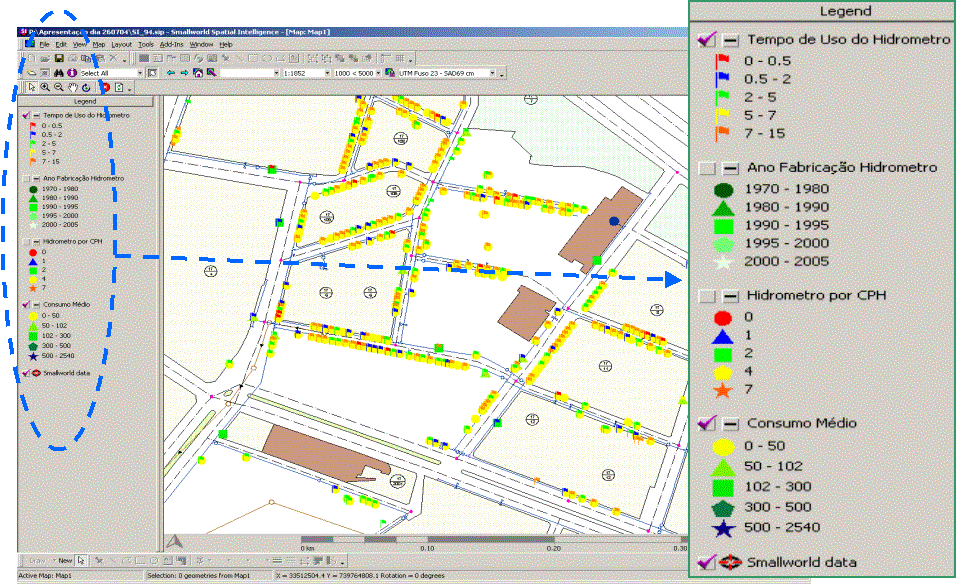 P:\Apresentação dia 260704\SI_94.sip - Smallworld Spatial Intelligence - [Map: Map1]
File Edit View Map Layout Tools Add-Ins Window Help
Select All 1:1852 1000 < 5000 UTM Fuso 23 - SAD69 cm
Legend
Tempo de Uso do Hidrometro
0 - 0.5
0.5 - 2
2 - 5
5 - 7
7 - 15
Ano Fabricação Hidrometro
1970 - 1980
1980 - 1990
1990 - 1995
1995 - 2000
2000 - 2005
Hidrometro por CPH
0
1
2
4
7
Consumo Médio
0 - 50
50 - 102
102 - 300
300 - 500
500 - 2540
Smallworld data
0 km 0.10 0.20 0.30
Draw New
Active Map: Map1 Selection: 0 geometries from Map1 X = 33512504.4 Y = 739764808.1 Rotation = 0 degrees
Legend
Tempo de Uso do Hidrometro
0 - 0.5
0.5 - 2
2 - 5
5 - 7
7 - 15
Ano Fabricação Hidrometro
1970 - 1980
1980 - 1990
1990 - 1995
1995 - 2000
2000 - 2005
Hidrometro por CPH
0
1
2
4
7
Consumo Médio
0 - 50
50 - 102
102 - 300
300 - 500
500 - 2540
Smallworld data